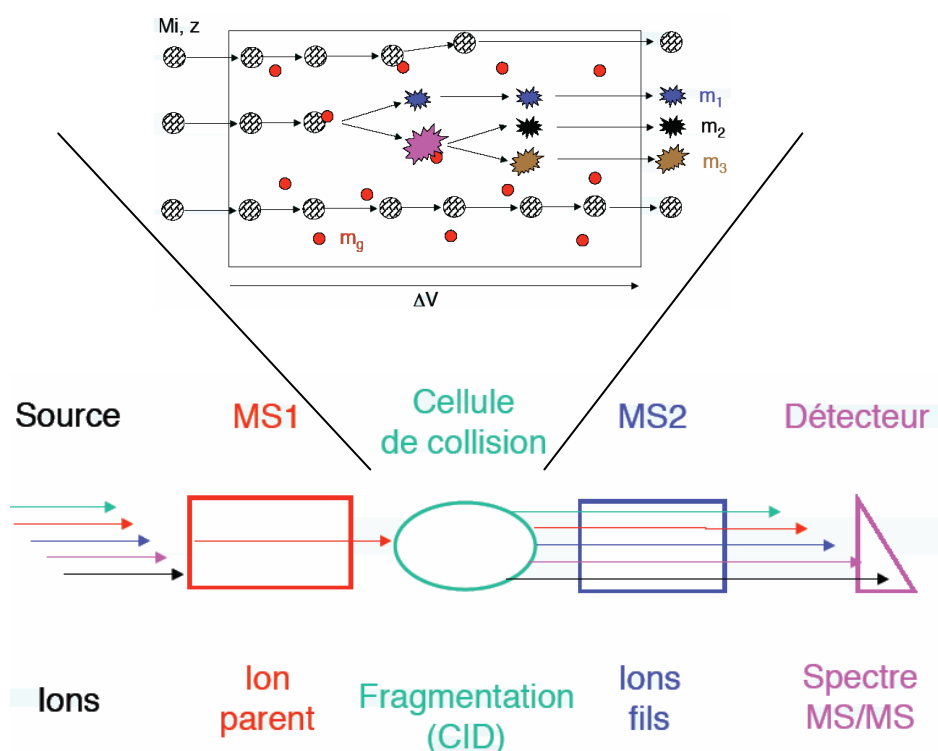 Mi, z
m1
m2
m3
mg
ΔV
Source
MS1
Cellule
de collision
MS2
Détecteur
Ions
Ion
parent
Fragmentation
(CID)
Ions
fils
Spectre
MS/MS